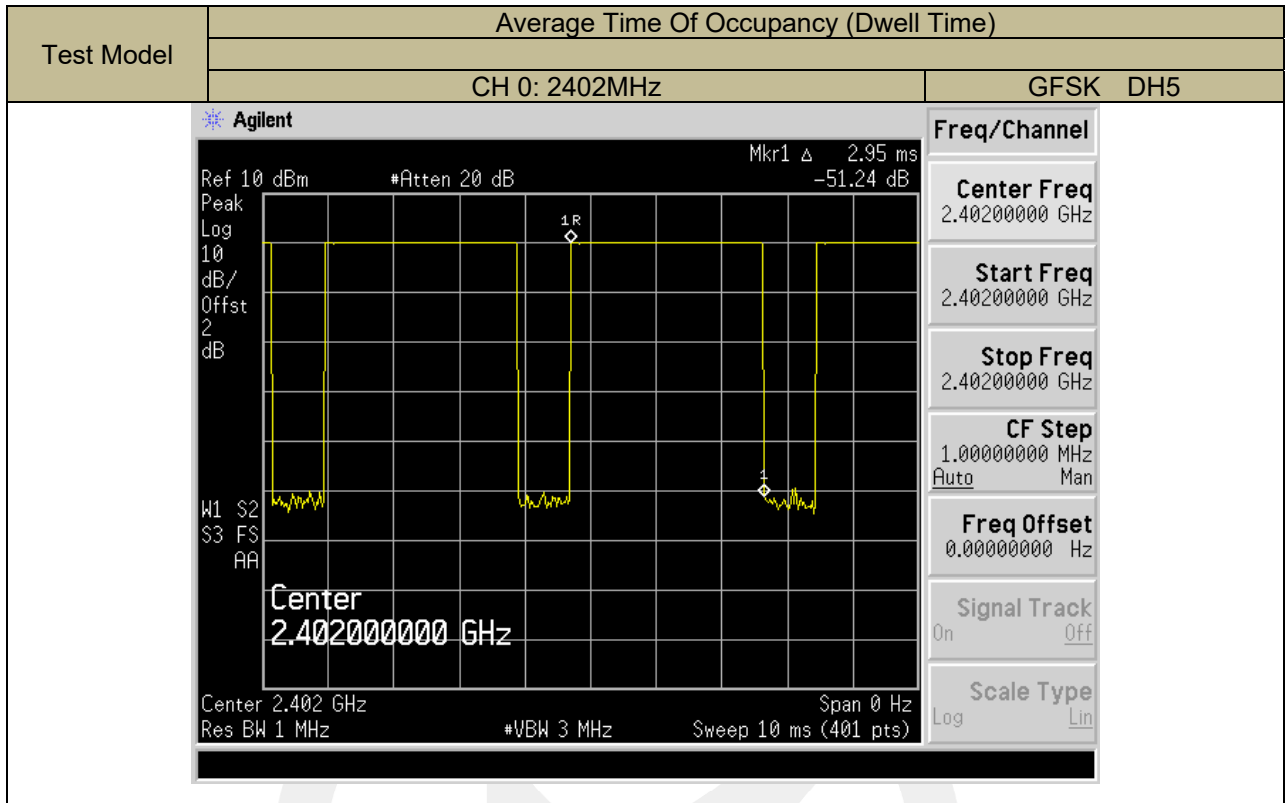 Test Model
Average Time Of Occupancy (Dwell Time)
CH 0: 2402MHz
GFSK DH5
Agilent
Freq/Channel
Mkr1 Δ 2.95 ms
Ref 10 dBm #Atten 20 dB -51.24 dB
Peak
Log
10
dB/
Offst
2
dB
1R
1
W1 S2
S3 FS
AA
Center
2.402000000 GHz
Center 2.402 GHz Span 0 Hz
Res BW 1 MHz #VBW 3 MHz Sweep 10 ms (401 pts)
Center Freq
2.40200000 GHz
Start Freq
2.40200000 GHz
Stop Freq
2.40200000 GHz
CF Step
1.00000000 MHz
Auto Man
Freq Offset
0.00000000 Hz
Signal Track
On Off
Scale Type
Log Lin